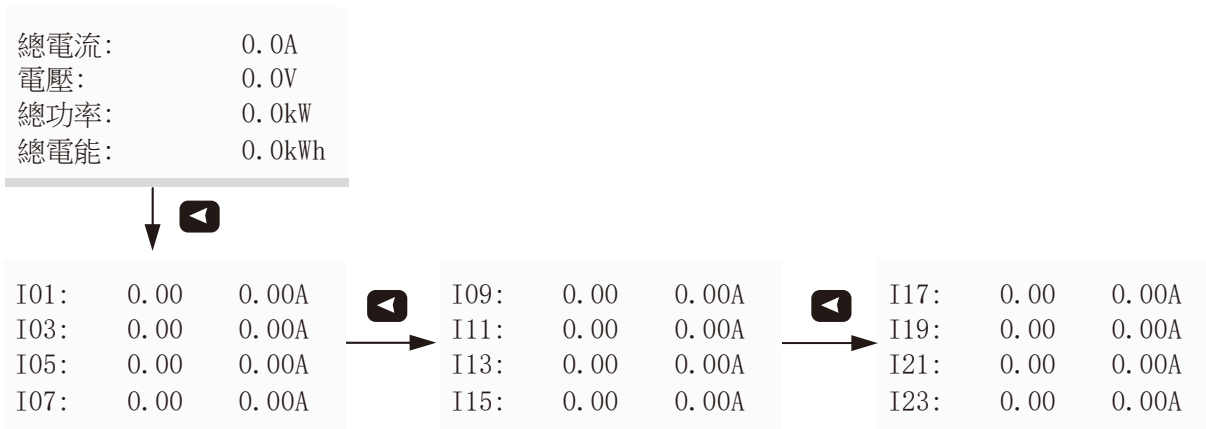 總電流: 0.0A
電壓: 0.0V
總功率: 0.0kW
總電能: 0.0kWh
I01: 0.00 0.00A
I03: 0.00 0.00A
I05: 0.00 0.00A
I07: 0.00 0.00A
I09: 0.00 0.00A
I11: 0.00 0.00A
I13: 0.00 0.00A
I15: 0.00 0.00A
I17: 0.00 0.00A
I19: 0.00 0.00A
I21: 0.00 0.00A
I23: 0.00 0.00A